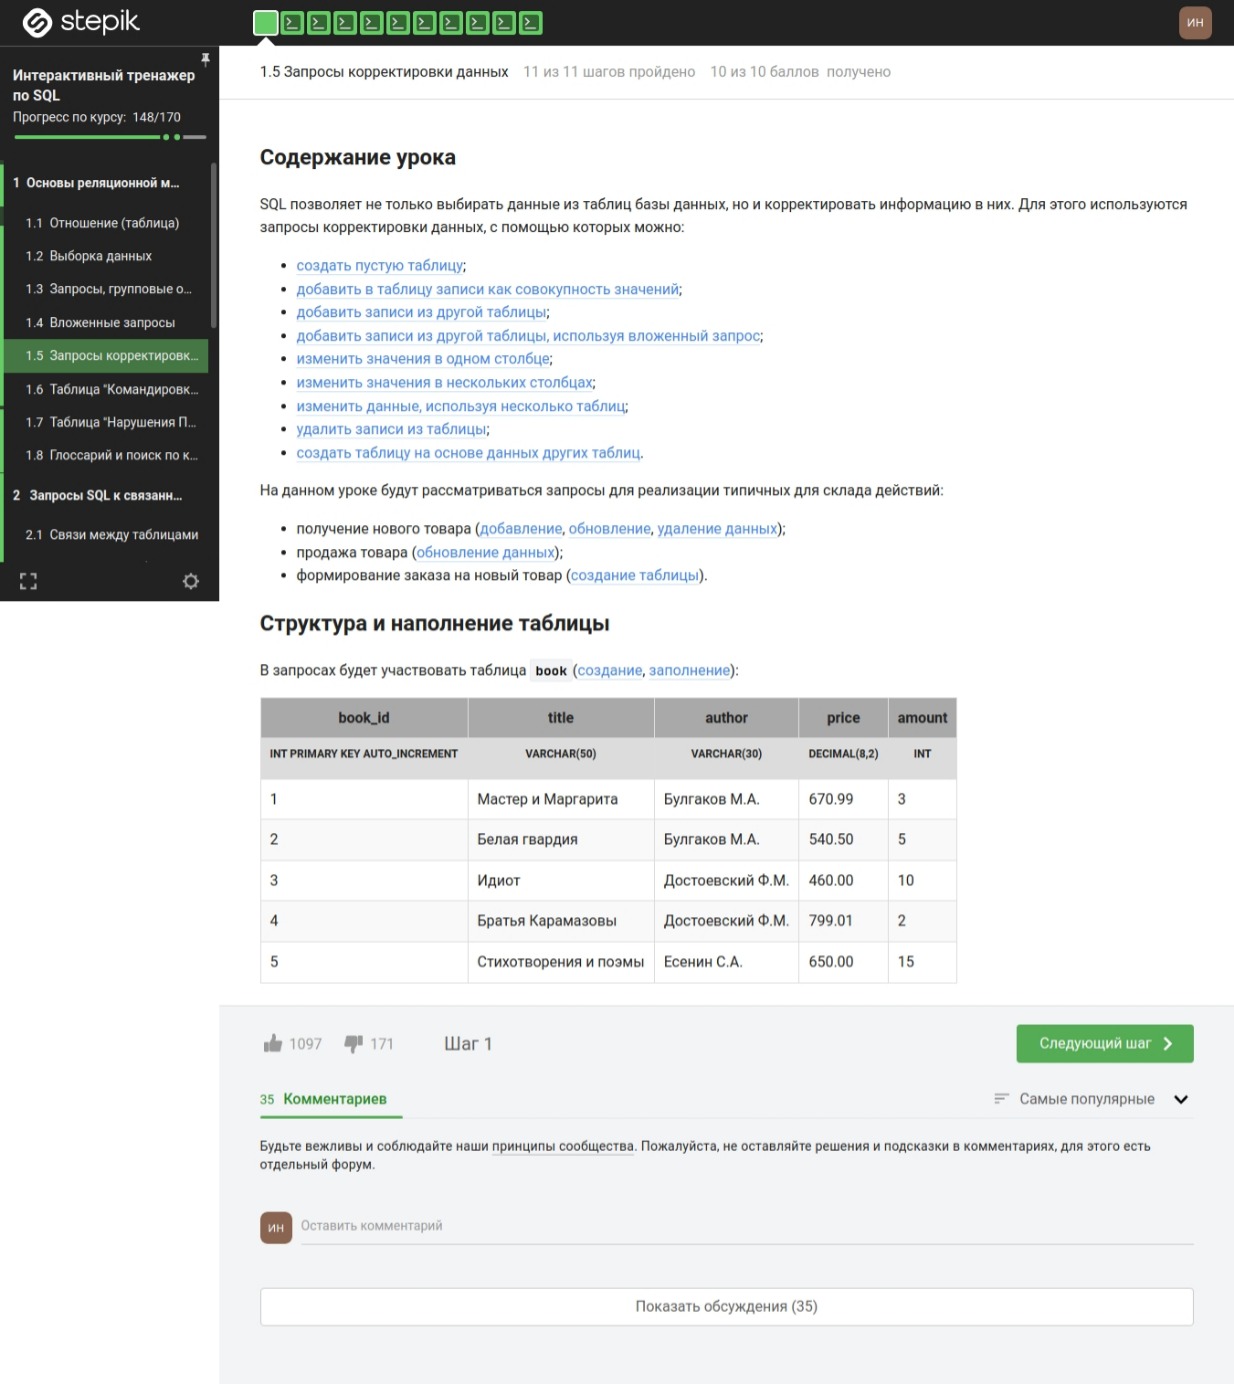 stepik
ИН
Интерактивный тренажер
по SQL
Прогресс по курсу: 148/170
1 Основы реляционной м...
1.1 Отношение (таблица)
1.2 Выборка данных
1.3 Запросы, групповые о...
1.4 Вложенные запросы
1.5 Запросы корректировк...
1.6 Таблица "Командировк...
1.7 Таблица "Нарушения П...
1.8 Глоссарий и поиск по к...
2 Запросы SQL к связанн...
2.1 Связи между таблицами
1.5 Запросы корректировки данных 11 из 11 шагов пройдено 10 из 10 баллов получено
Содержание урока
SQL позволяет не только выбирать данные из таблиц базы данных, но и корректировать информацию в них. Для этого используются
запросы корректировки данных, с помощью которых можно:
создать пустую таблицу;
добавить в таблицу записи как совокупность значений;
добавить записи из другой таблицы;
добавить записи из другой таблицы, используя вложенный запрос;
изменить значения в одном столбце;
изменить значения в нескольких столбцах;
изменить данные, используя несколько таблиц;
удалить записи из таблицы;
создать таблицу на основе данных других таблиц.
На данном уроке будут рассматриваться запросы для реализации типичных для склада действий:
получение нового товара (добавление, обновление, удаление данных);
продажа товара (обновление данных);
формирование заказа на новый товар (создание таблицы).
Структура и наполнение таблицы
В запросах будет участвовать таблица book (создание, заполнение):
book_id title author price amount
INT PRIMARY KEY AUTO_INCREMENT VARCHAR(50) VARCHAR(30) DECIMAL(8,2) INT
1 Мастер и Маргарита Булгаков М.А. 670.99 3
2 Белая гвардия Булгаков М.А. 540.50 5
3 Идиот Достоевский Ф.М. 460.00 10
4 Братья Карамазовы Достоевский Ф.М. 799.01 2
5 Стихотворения и поэмы Есенин С.А. 650.00 15
1097 171 Шаг 1 Следующий шаг
35 Комментариев Самые популярные
Будьте вежливы и соблюдайте наши принципы сообщества. Пожалуйста, не оставляйте решения и подсказки в комментариях, для этого есть
отдельный форум.
ИН Оставить комментарий
Показать обсуждения (35)